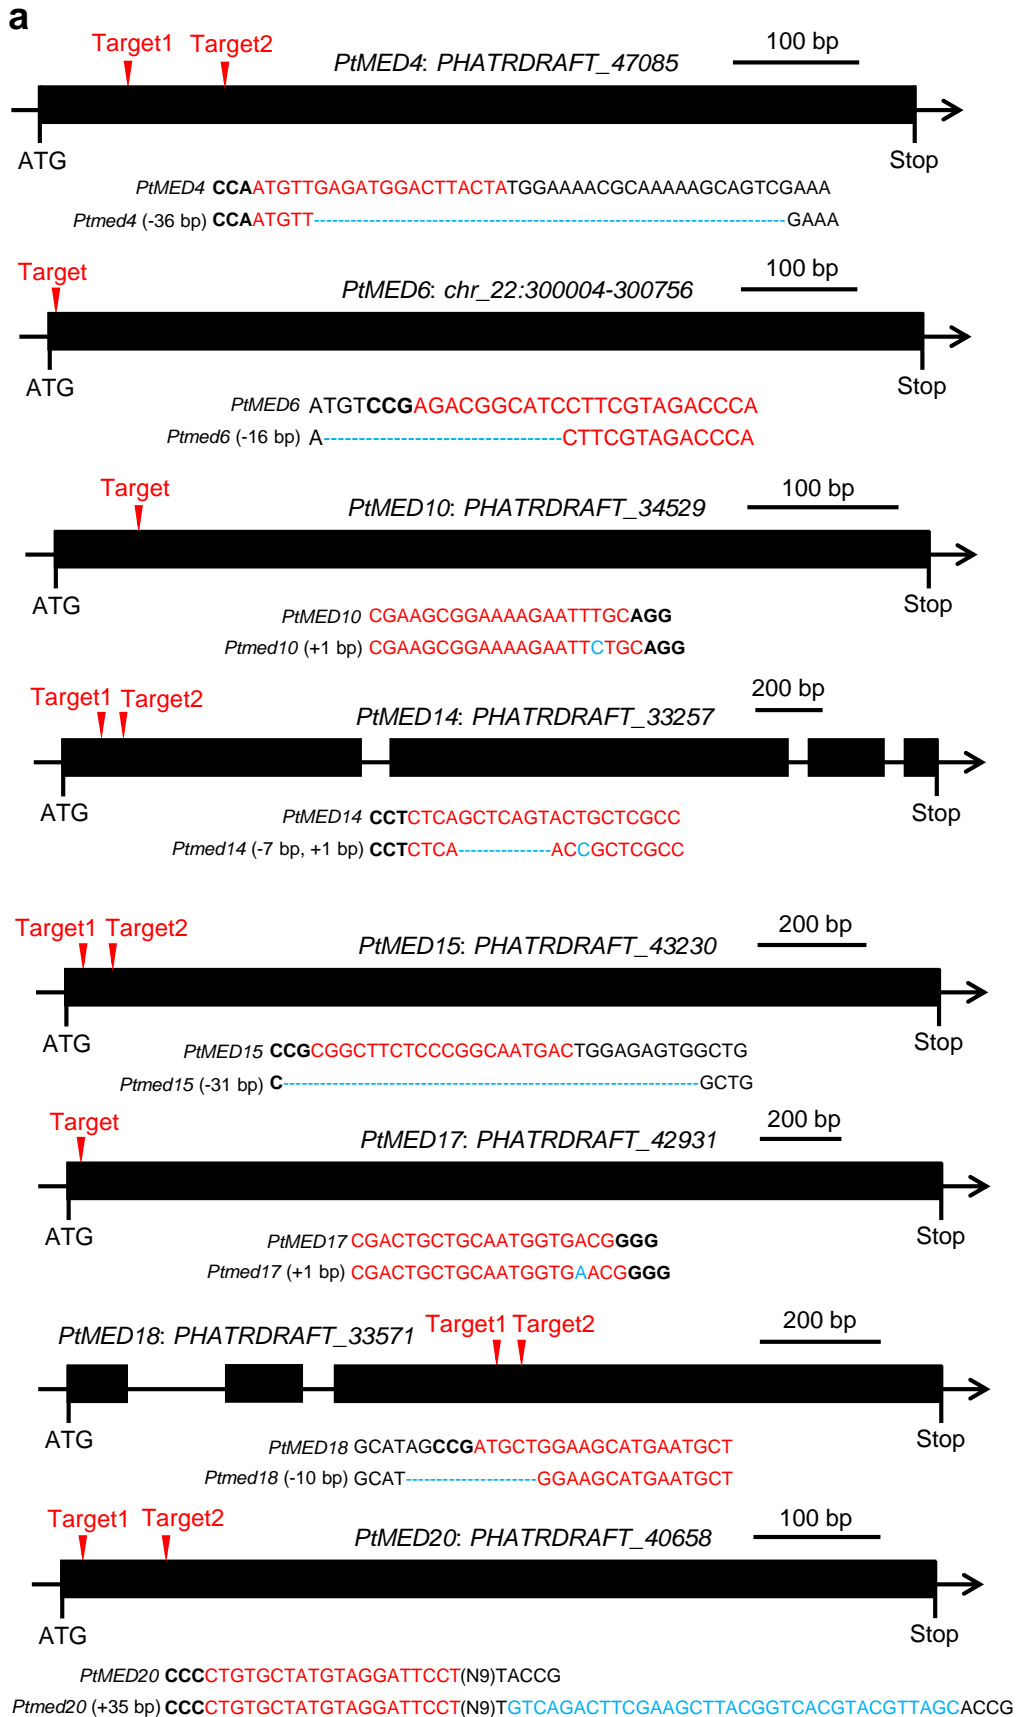 a
Target1 Target2 PtMED4: PHATRDRAFT_47085 100 bp
ATG Stop
PtMED4 CCAATGTTGAGATGGACTTACTATGGAAAACGCAAAAAGCAGTCGAAA
Ptmed4 (-36 bp) CCAATGTT------------------------------------GAAA
Target PtMED6: chr_22:300004-300756 100 bp
ATG Stop
PtMED6 ATGTCCGAGACGGCATCCTTCGTAGACCCA
Ptmed6 (-16 bp) A----------------CTTCGTAGACCCA
Target PtMED10: PHATRDRAFT_34529 100 bp
ATG Stop
PtMED10 CGAAGCGGAAAAGAATTTGCAGG
Ptmed10 (+1 bp) CGAAGCGGAAAAGAATTCTGCAGG
Target1 Target2 PtMED14: PHATRDRAFT_33257 200 bp
ATG Stop
PtMED14 CCTCTCAGCTCAGTACTGCTCGCC
Ptmed14 (-7 bp, +1 bp) CCTCTCA-------ACCGCTCGCC
Target1 Target2 PtMED15: PHATRDRAFT_43230 200 bp
ATG Stop
PtMED15 CCGCGGCTTCTCCCGGCAATGACTGGAGAGTGGCTG
Ptmed15 (-31 bp) C-------------------------------GCTG
Target PtMED17: PHATRDRAFT_42931 200 bp
ATG Stop
PtMED17 CGACTGCTGCAATGGTGACGGGG
Ptmed17 (+1 bp) CGACTGCTGCAATGGTGAACGGGG
PtMED18: PHATRDRAFT_33571 Target1 Target2 200 bp
ATG Stop
PtMED18 GCATAGCCGATGCTGGAAGCATGAATGCT
Ptmed18 (-10 bp) GCAT----------GGAAGCATGAATGCT
Target1 Target2 PtMED20: PHATRDRAFT_40658 100 bp
ATG Stop
PtMED20 CCCCTGTGCTATGTAGGATTCCT(N9)TACCG
Ptmed20 (+35 bp) CCCCTGTGCTATGTAGGATTCCT(N9)TGTCAGACTTCGAAGCTTACGGTCACGTACGTTAGCACCG